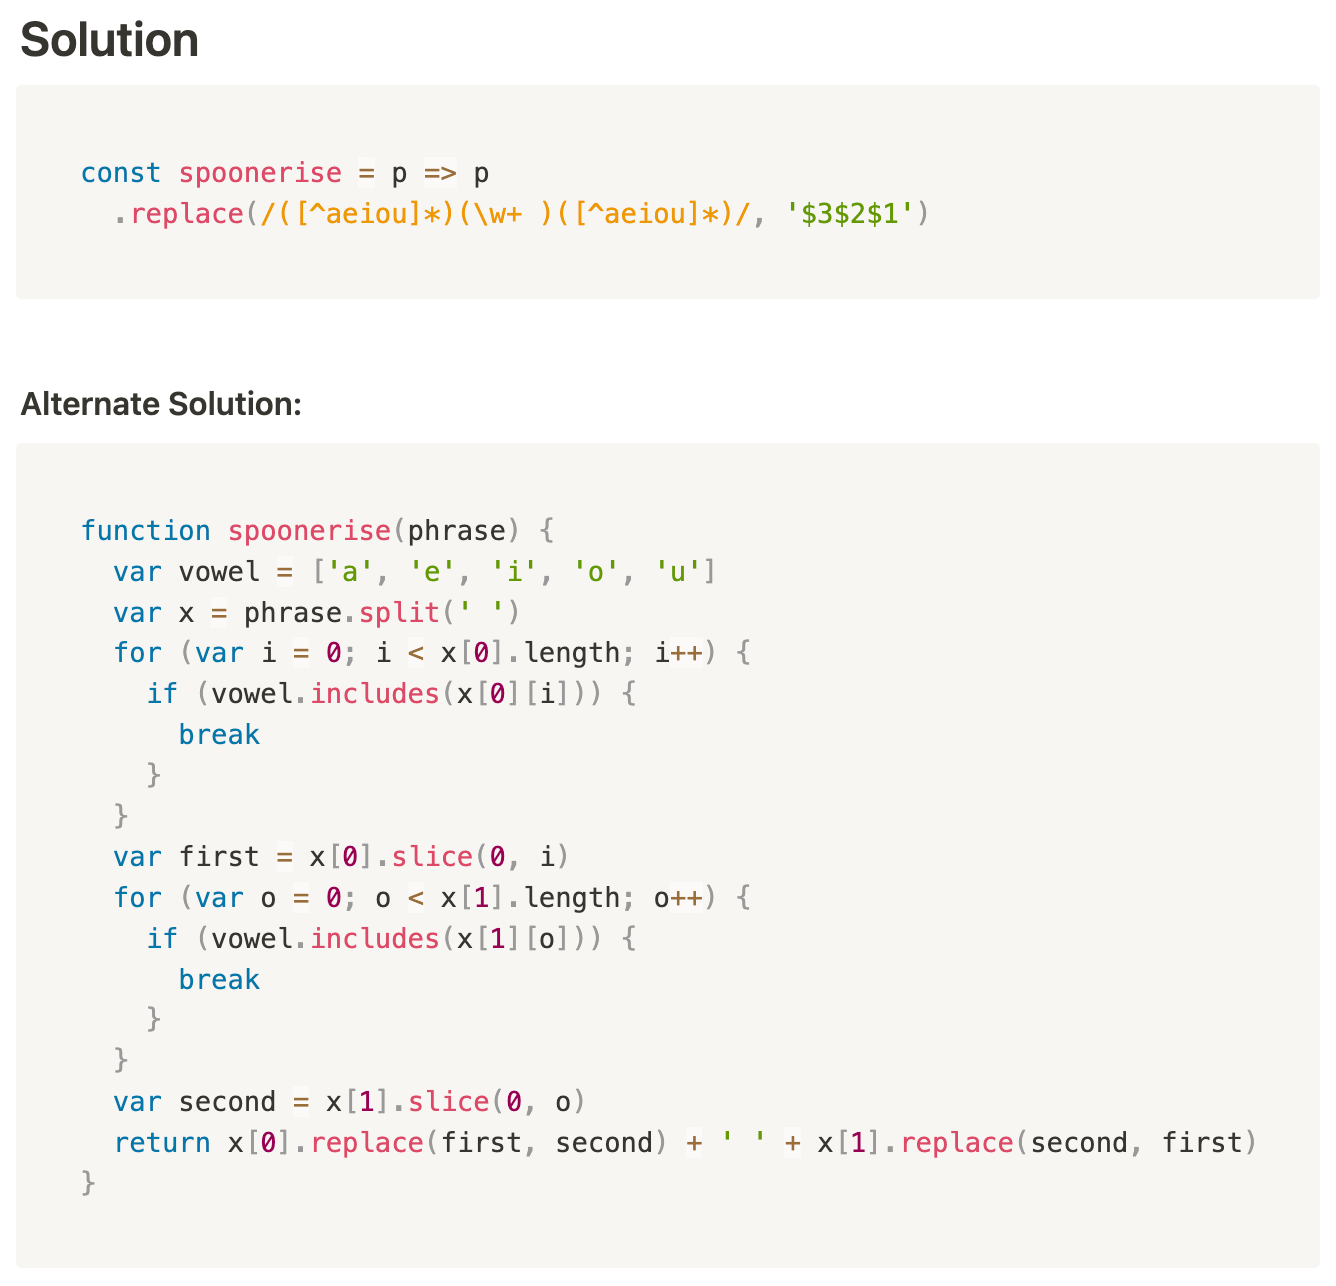 Solution
const spoonerise = p => p
  .replace(/([^aeiou]*)(\w+ )([^aeiou]*)/, '$3$2$1')
Alternate Solution:
function spoonerise(phrase) {
  var vowel = ['a', 'e', 'i', 'o', 'u']
  var x = phrase.split(' ')
  for (var i = 0; i < x[0].length; i++) {
    if (vowel.includes(x[0][i])) {
      break
    }
  }
  var first = x[0].slice(0, i)
  for (var o = 0; o < x[1].length; o++) {
    if (vowel.includes(x[1][o])) {
      break
    }
  }
  var second = x[1].slice(0, o)
  return x[0].replace(first, second) + ' ' + x[1].replace(second, first)
}